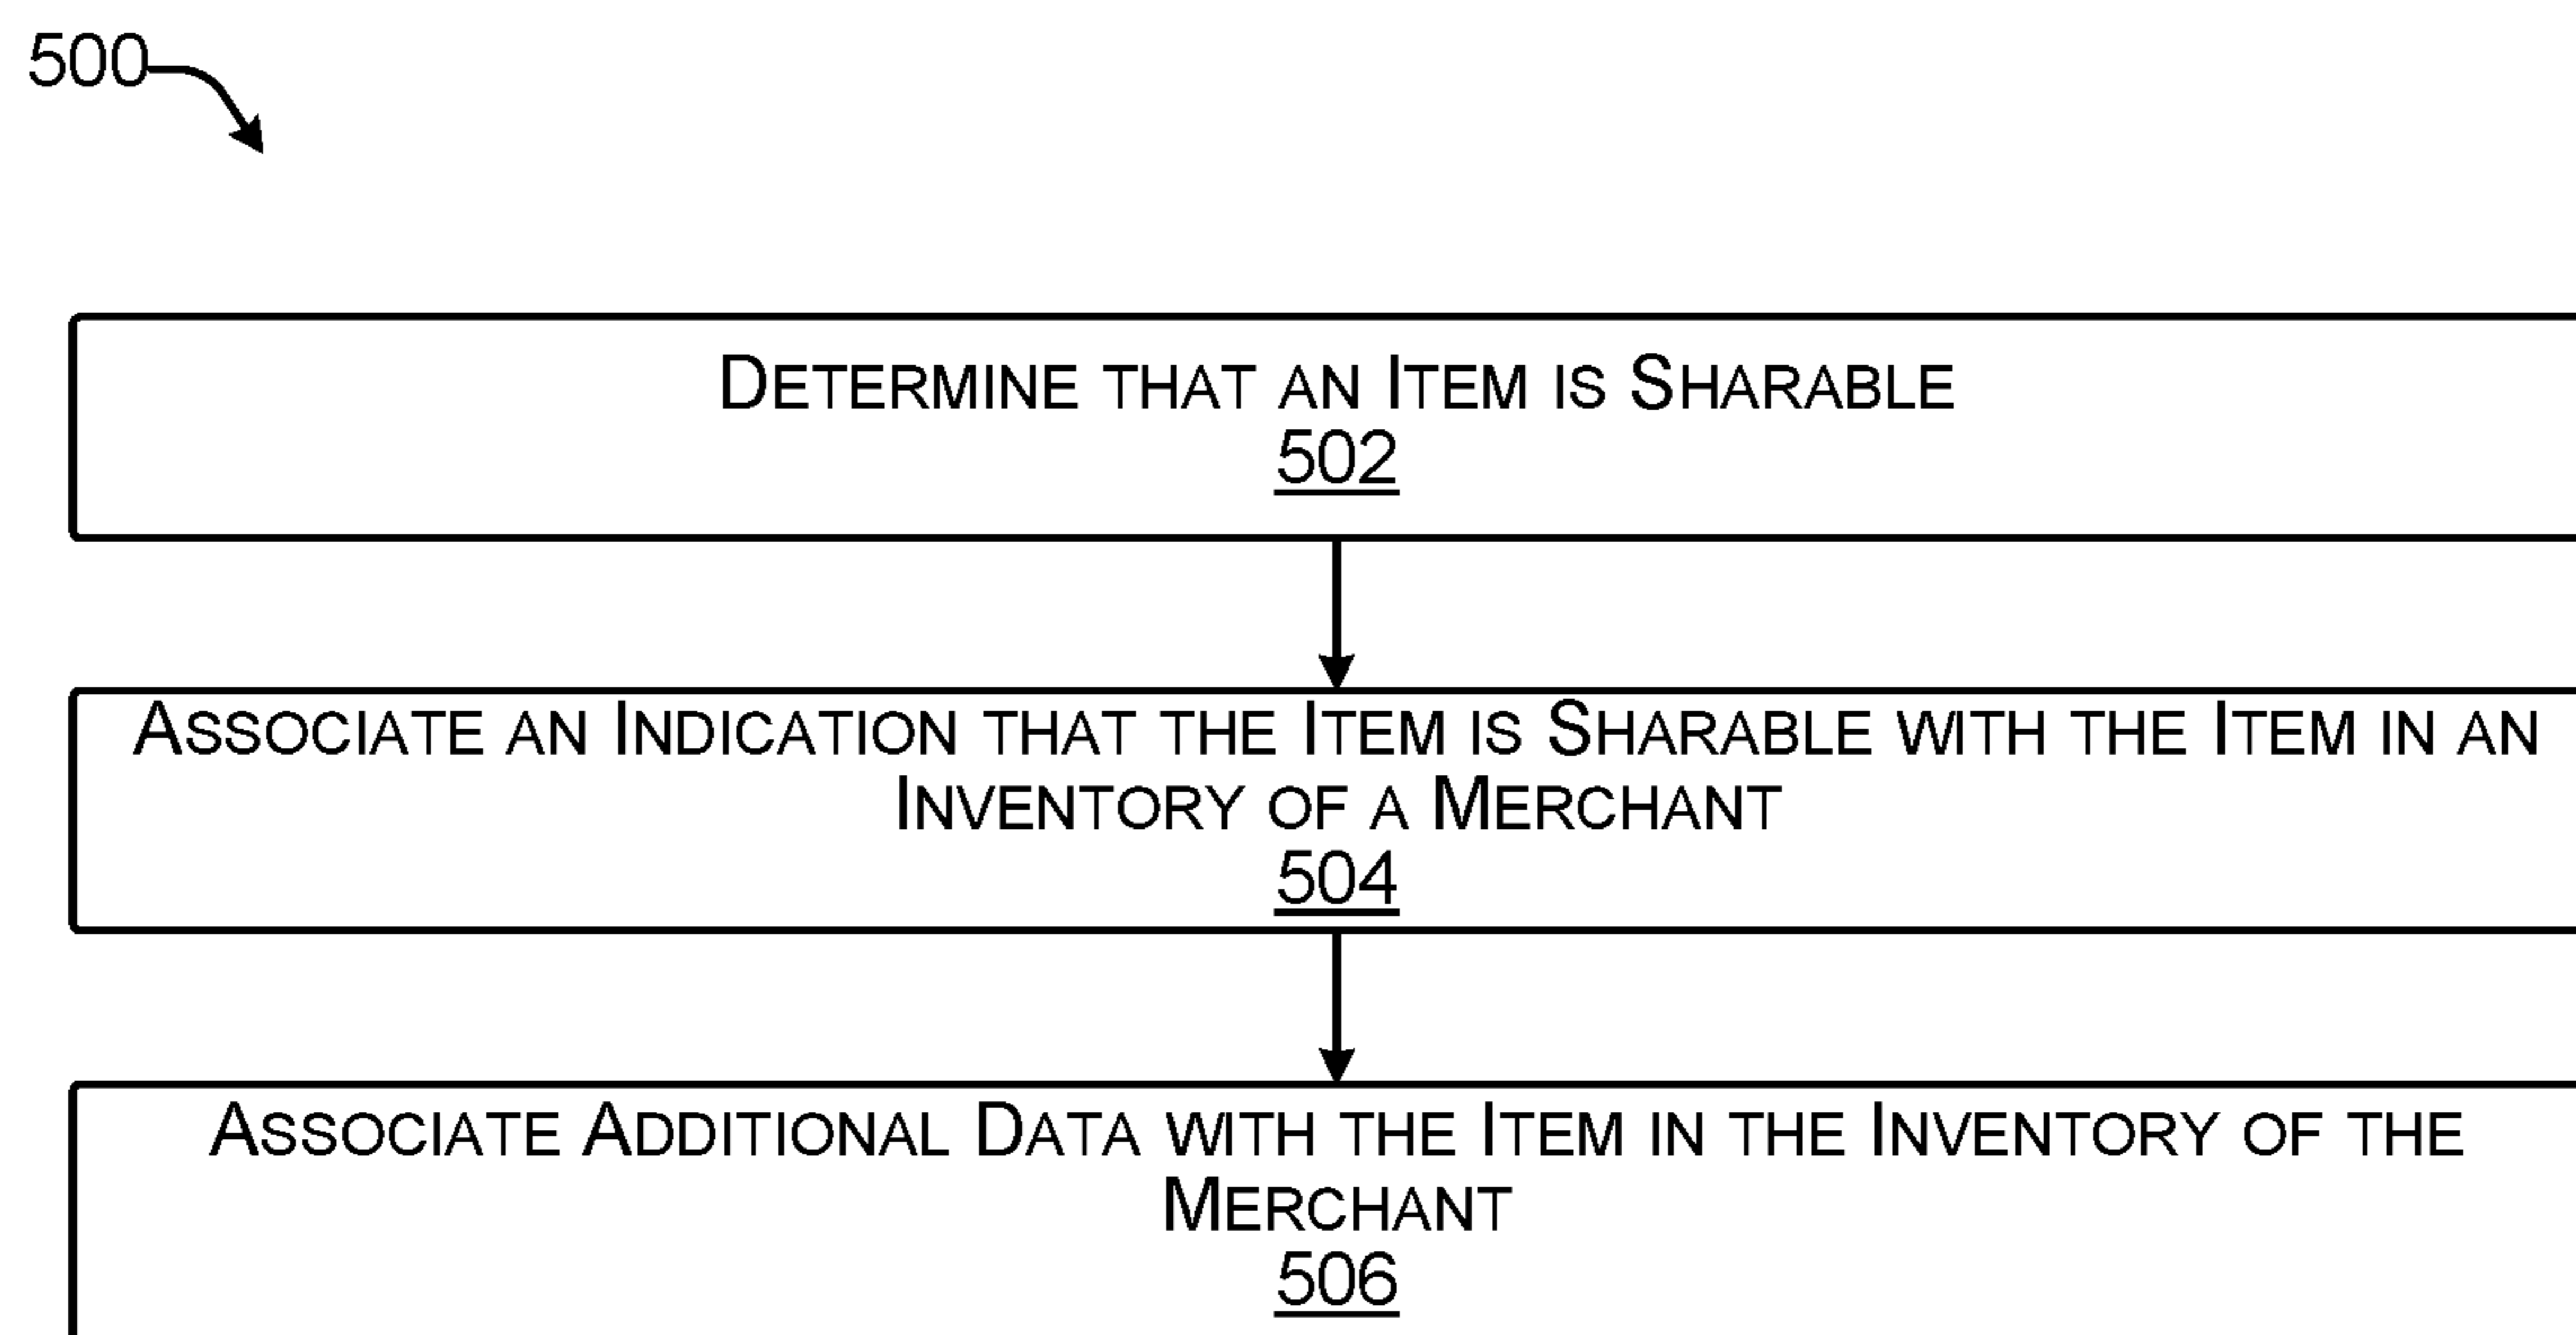 500
DETERMINE THAT AN ITEM IS SHARABLE
502
ASSOCIATE AN INDICATION THAT THE ITEM IS SHARABLE WITH THE ITEM IN AN
INVENTORY OF A MERCHANT
504
ASSOCIATE ADDITIONAL DATA WITH THE ITEM IN THE INVENTORY OF THE
MERCHANT
506